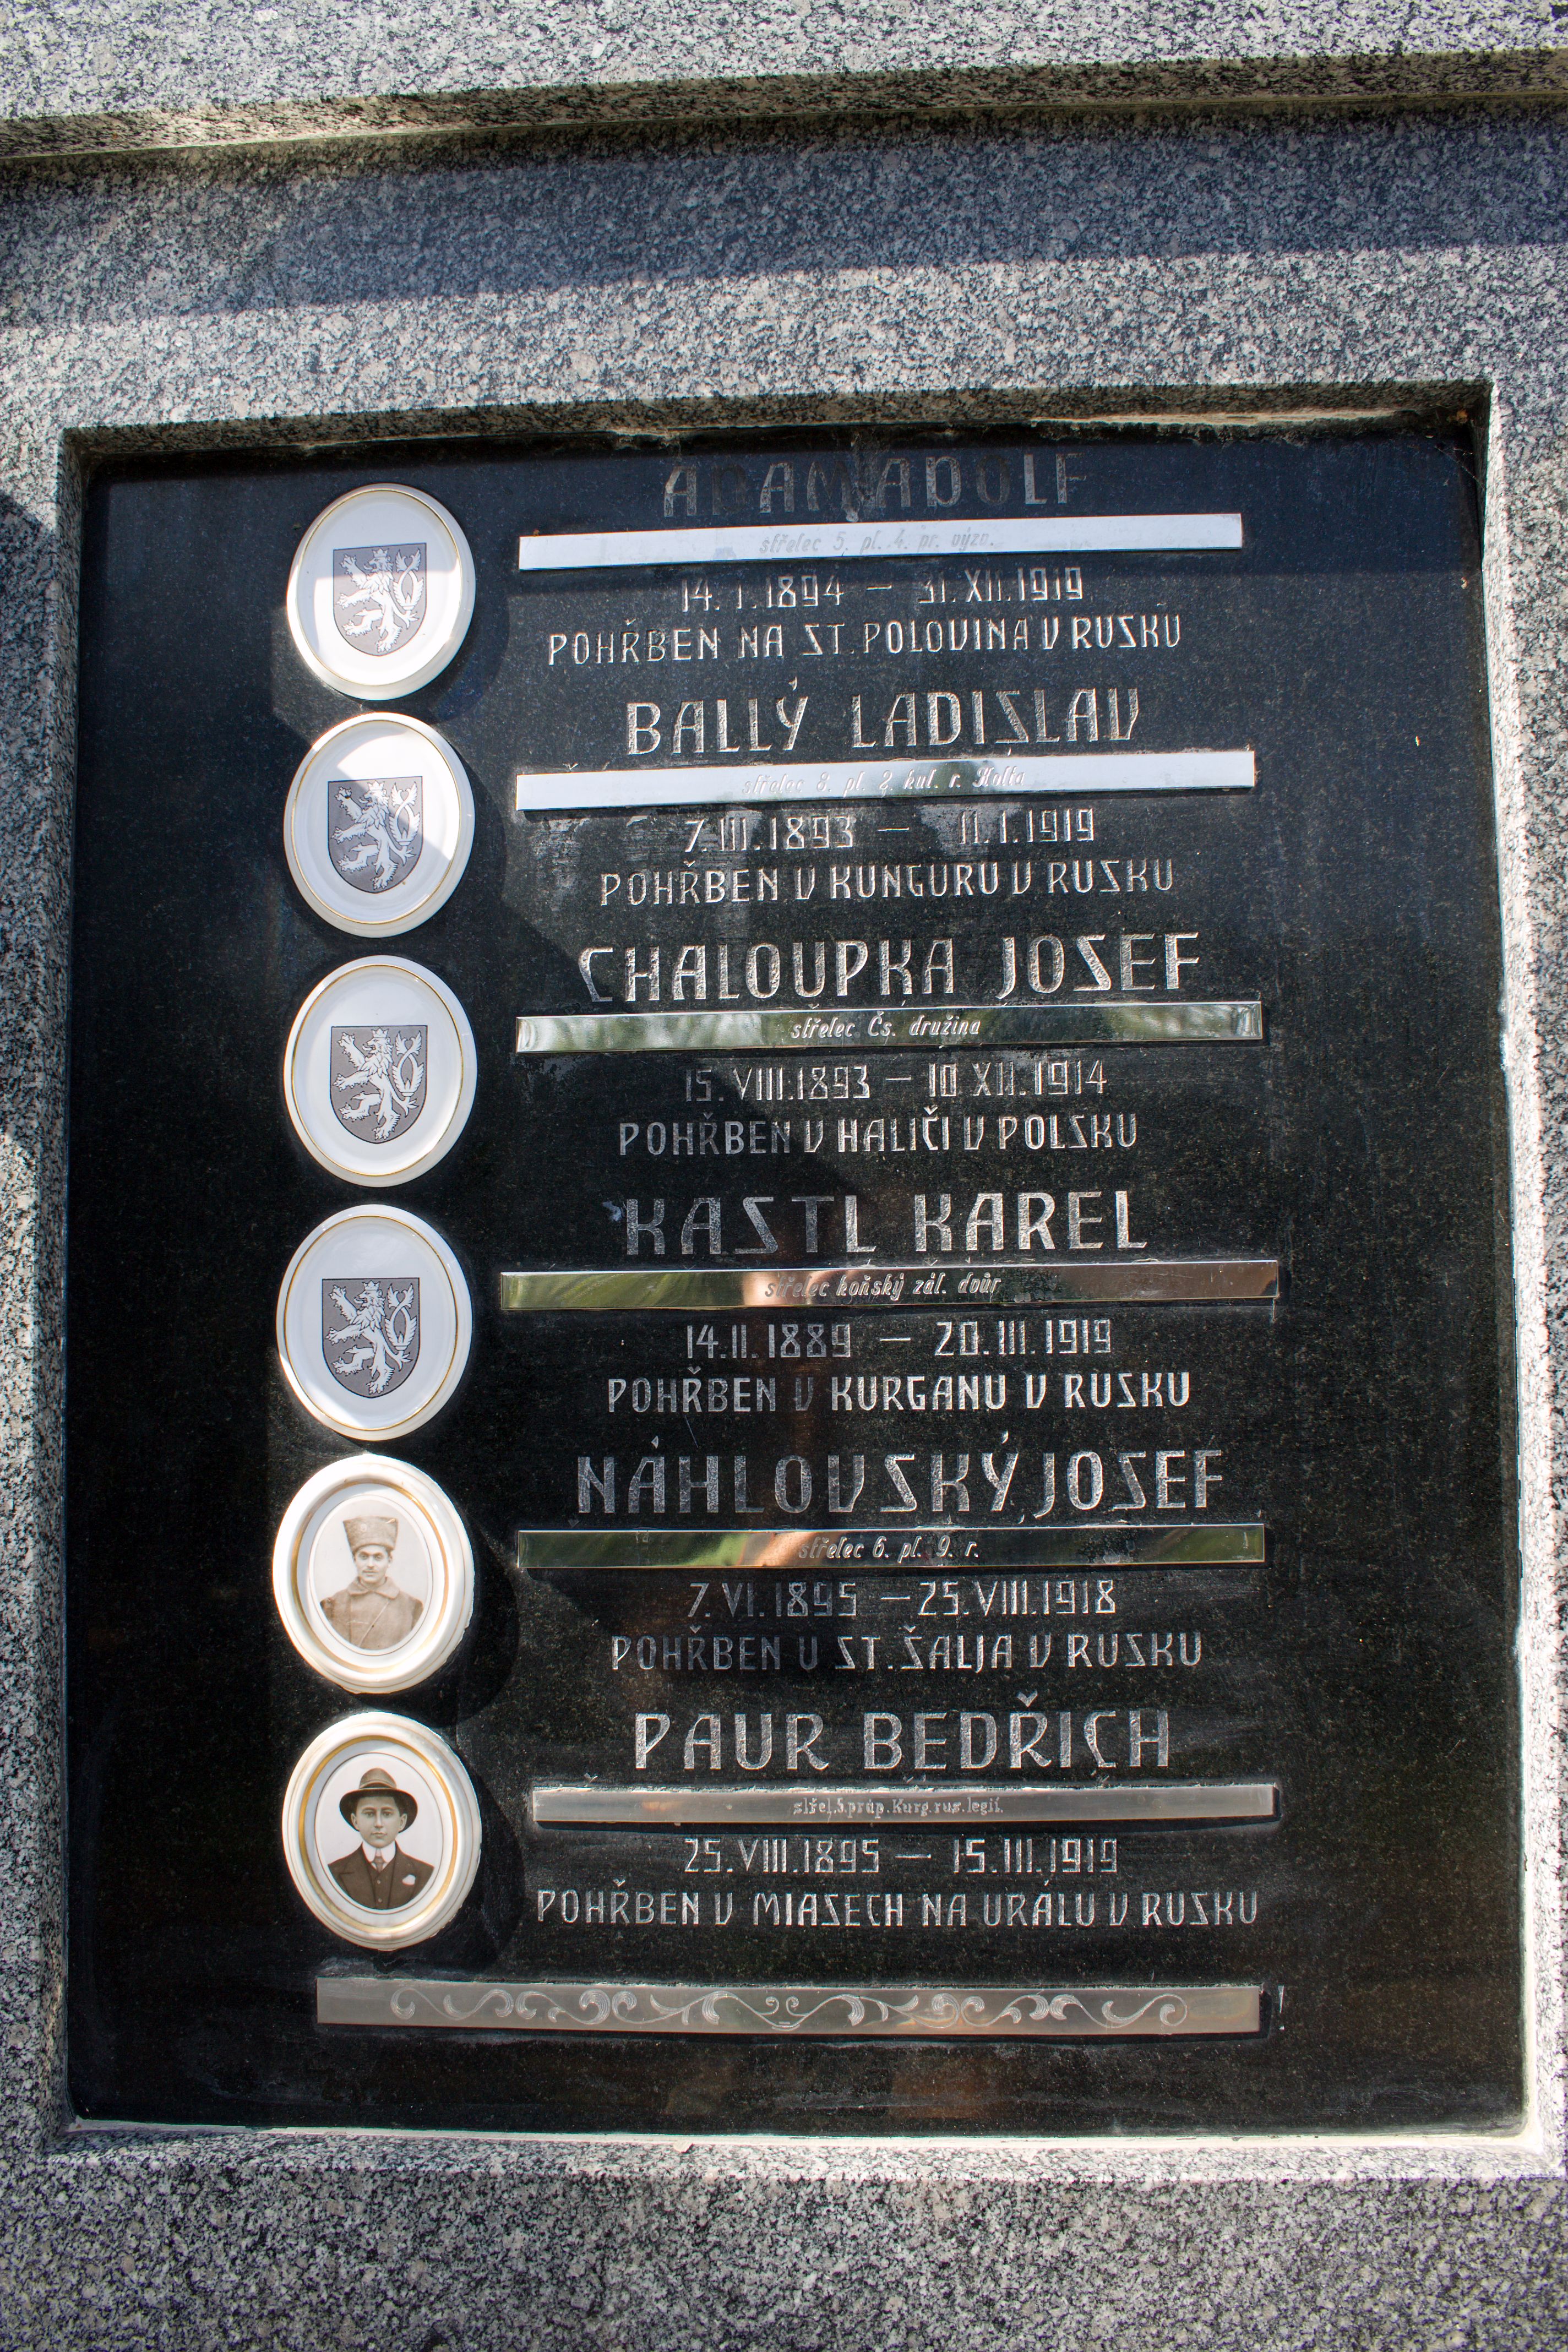 ADAM ADOLF
střelec 5. pl. 4. pr. výzv.
14. I. 1894 — 31. XII. 1919
POHŘBEN NA ST. POLOVINA V RUSKU
BALLÝ LADISLAV
střelec 8. pl. 2. kul. r. Kolta
7. III. 1893 — 11. I. 1919
POHŘBEN V KUNGURU V RUSKU
CHALOUPKA JOSEF
střelec Čs. družina
15. VIII. 1893 — 10 XII. 1914
POHŘBEN V HALIČI V POLSKU
KASTL KAREL
střelec koňský zál. dvůr
14. II. 1889 — 20. III. 1919
POHŘBEN V KURGANU V RUSKU
NÁHLOVSKÝ JOSEF
střelec 6. pl. 9. r.
7. VI. 1895 — 25. VIII. 1918
POHŘBEN U ST. ŠALJA V RUSKU
PAUR BEDŘICH
střel. 5. práp. Kurg. rus. legií.
25. VIII. 1895 — 15. III. 1919
POHŘBEN V MIASECH NA URALU V RUSKU